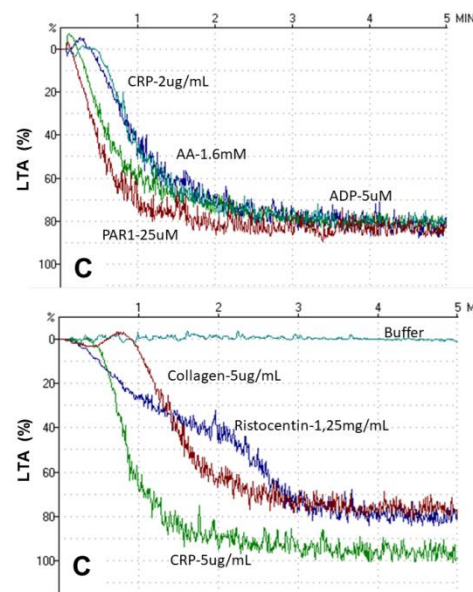 % 1 2 3 4 5 MIN
0
CRP-2ug/mL
20
40
AA-1.6mM
60
ADP-5uM
80
PAR1-25uM
100
LTA (%)
C
% 1 2 3 4 5 M
0
Buffer
Collagen-5ug/mL
20
Ristocentin-1,25mg/mL
40
60
80
100
CRP-5ug/mL
LTA (%)
C